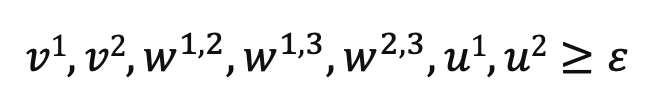 v¹, v², w¹,², w¹,³, w²,³, u¹, u² ≥ ε